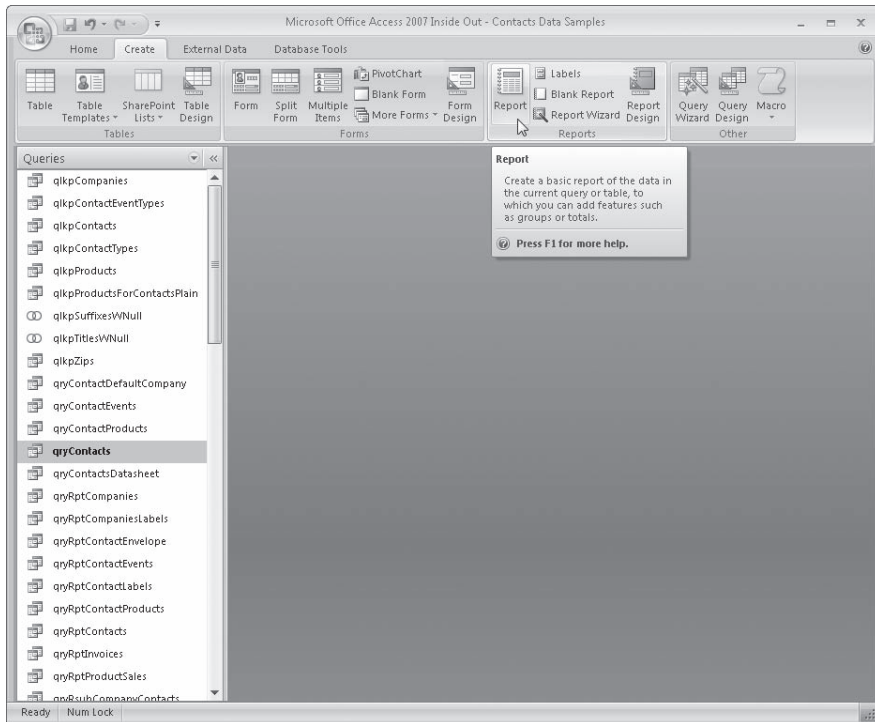 Microsoft Office Access 2007 Inside Out - Contacts Data Samples
Home Create External Data Database Tools
Table
Table Templates
SharePoint Lists
Table Design
Tables
Form
Split Form
Multiple Items
PivotChart
Blank Form
More Forms
Form Design
Forms
Report
Labels
Blank Report
Report Wizard
Report Design
Reports
Query Wizard
Query Design
Macro
Other
Queries
qlkpCompanies
qlkpContactEventTypes
qlkpContacts
qlkpContactTypes
qlkpProducts
qlkpProductsForContactsPlain
qlkpSuffixesWNull
qlkpTitlesWNull
qlkpZips
qryContactDefaultCompany
qryContactEvents
qryContactProducts
qryContacts
qryContactsDatasheet
qryRptCompanies
qryRptCompaniesLabels
qryRptContactEnvelope
qryRptContactEvents
qryRptContactLabels
qryRptContactProducts
qryRptContacts
qryRptInvoices
qryRptProductSales
qryRsubCompanyContacts
Report
Create a basic report of the data in
the current query or table, to
which you can add features such
as groups or totals.
Press F1 for more help.
Ready Num Lock